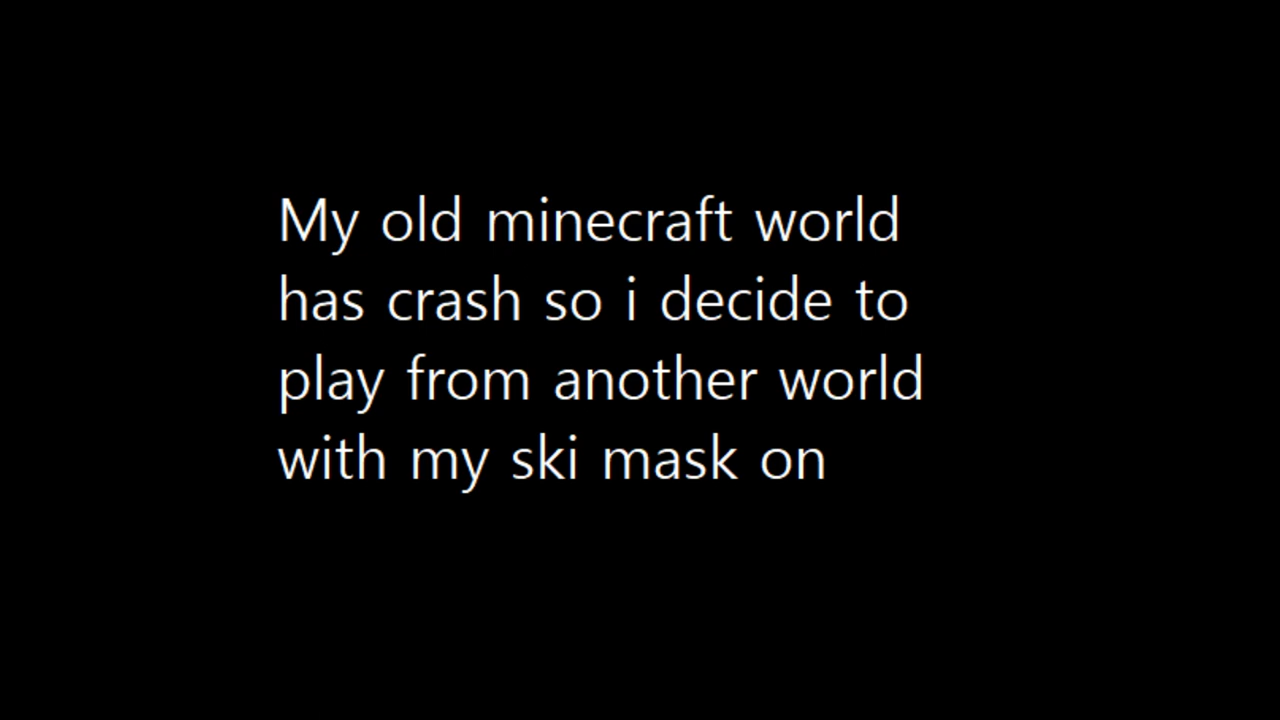 My old minecraft world
has crash so i decide to
play from another world
with my ski mask on